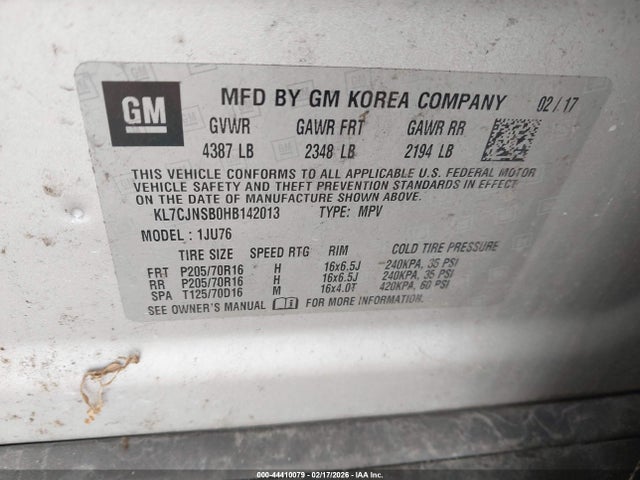 GM
MFD BY GM KOREA COMPANY 02/17
GVWR GAWR FRT GAWR RR
4387 LB 2348 LB 2194 LB
THIS VEHICLE CONFORMS TO ALL APPLICABLE U.S. FEDERAL MOTOR
VEHICLE SAFETY AND THEFT PREVENTION STANDARDS IN EFFECT
ON THE DATE OF MANUFACTURE SHOWN ABOVE.
KL7CJNSB0HB142013 TYPE: MPV
MODEL: 1JU76
TIRE SIZE SPEED RTG RIM COLD TIRE PRESSURE
FRT P205/70R16 H 16x6.5J 240KPA, 35 PSI
RR P205/70R16 H 16x6.5J 240KPA, 35 PSI
SPA T125/70D16 M 16x4.0T 420KPA, 60 PSI
SEE OWNER'S MANUAL FOR MORE INFORMATION.
000-44410079 - 02/17/2026 - IAA Inc.